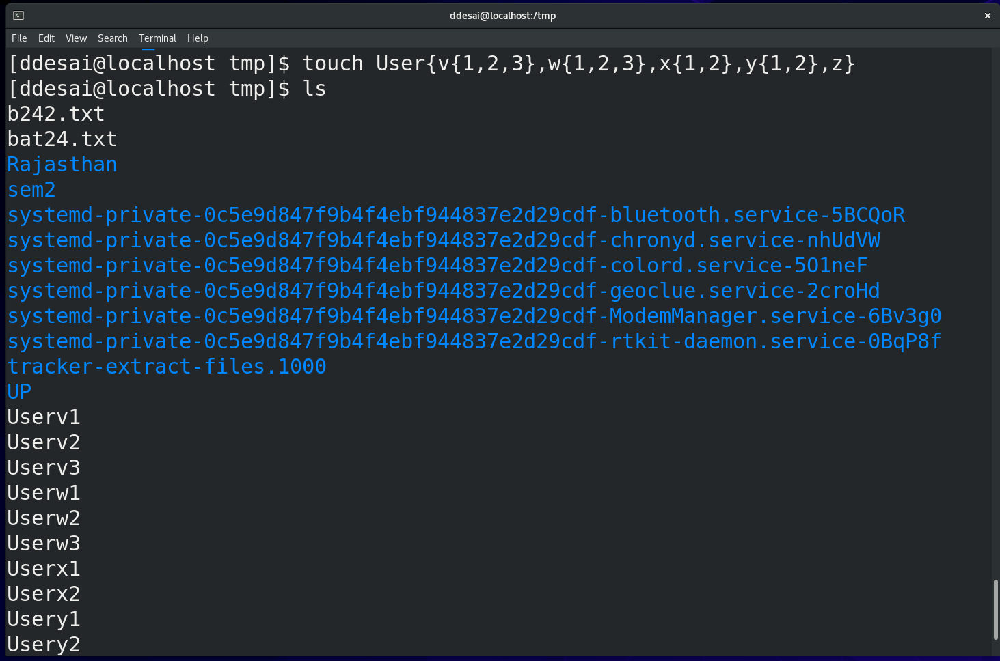 ddesai@localhost:/tmp
File Edit View Search Terminal Help
[ddesai@localhost tmp]$ touch User{v{1,2,3},w{1,2,3},x{1,2},y{1,2},z}
[ddesai@localhost tmp]$ ls
b242.txt
bat24.txt
Rajasthan
sem2
systemd-private-0c5e9d847f9b4f4ebf944837e2d29cdf-bluetooth.service-5BCQoR
systemd-private-0c5e9d847f9b4f4ebf944837e2d29cdf-chronyd.service-nhUdVW
systemd-private-0c5e9d847f9b4f4ebf944837e2d29cdf-colord.service-5O1neF
systemd-private-0c5e9d847f9b4f4ebf944837e2d29cdf-geoclue.service-2croHd
systemd-private-0c5e9d847f9b4f4ebf944837e2d29cdf-ModemManager.service-6Bv3g0
systemd-private-0c5e9d847f9b4f4ebf944837e2d29cdf-rtkit-daemon.service-0BqP8f
tracker-extract-files.1000
UP
Userv1
Userv2
Userv3
Userw1
Userw2
Userw3
Userx1
Userx2
Usery1
Usery2